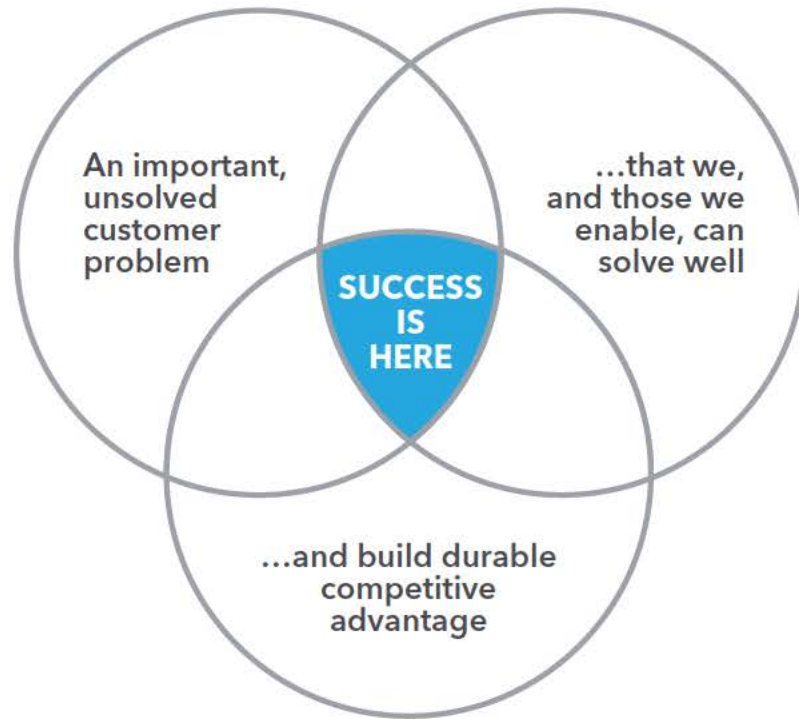 An important,
unsolved
customer
problem
…that we,
and those we
enable, can
solve well
SUCCESS
IS
HERE
…and build durable
competitive
advantage